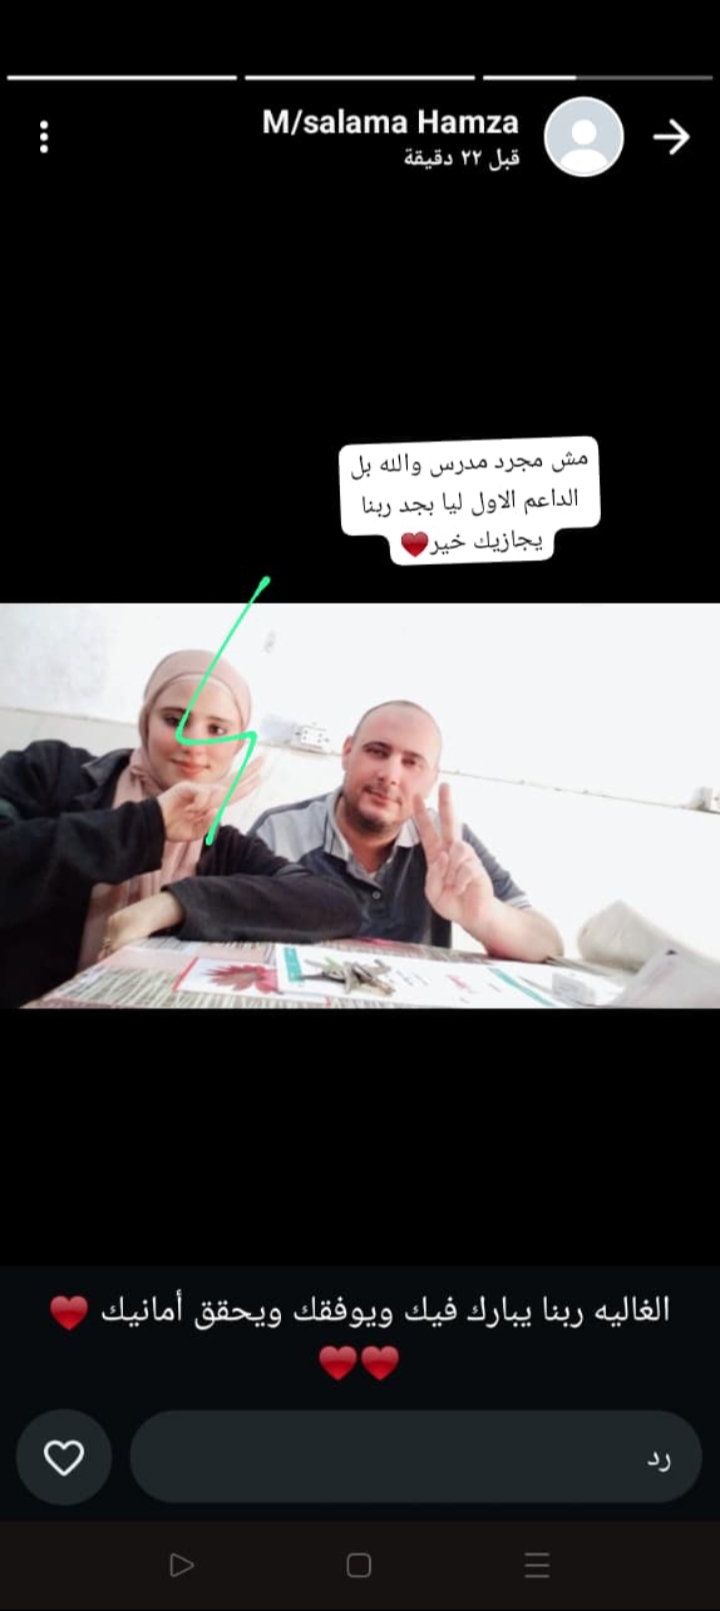 M/salama Hamza
قبل ٢٢ دقيقة
مش مجرد مدرس والله بل
الداعم الاول ليا بجد ربنا
يجازيك خير♥️
الغاليه ربنا يبارك فيك ويوفقك ويحقق أمانيك ♥️
♥️♥️
رد